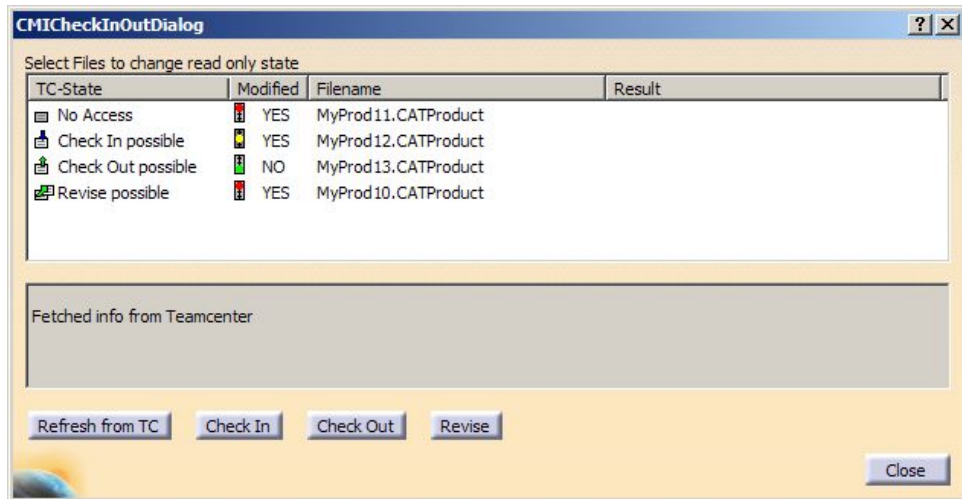 CMICheckInOutDialog
? X
Select Files to change read only state
TC-State Modified Filename Result
No Access YES MyProd11.CATProduct
Check In possible YES MyProd12.CATProduct
Check Out possible NO MyProd13.CATProduct
Revise possible YES MyProd10.CATProduct
Fetched info from Teamcenter
Refresh from TC Check In Check Out Revise
Close